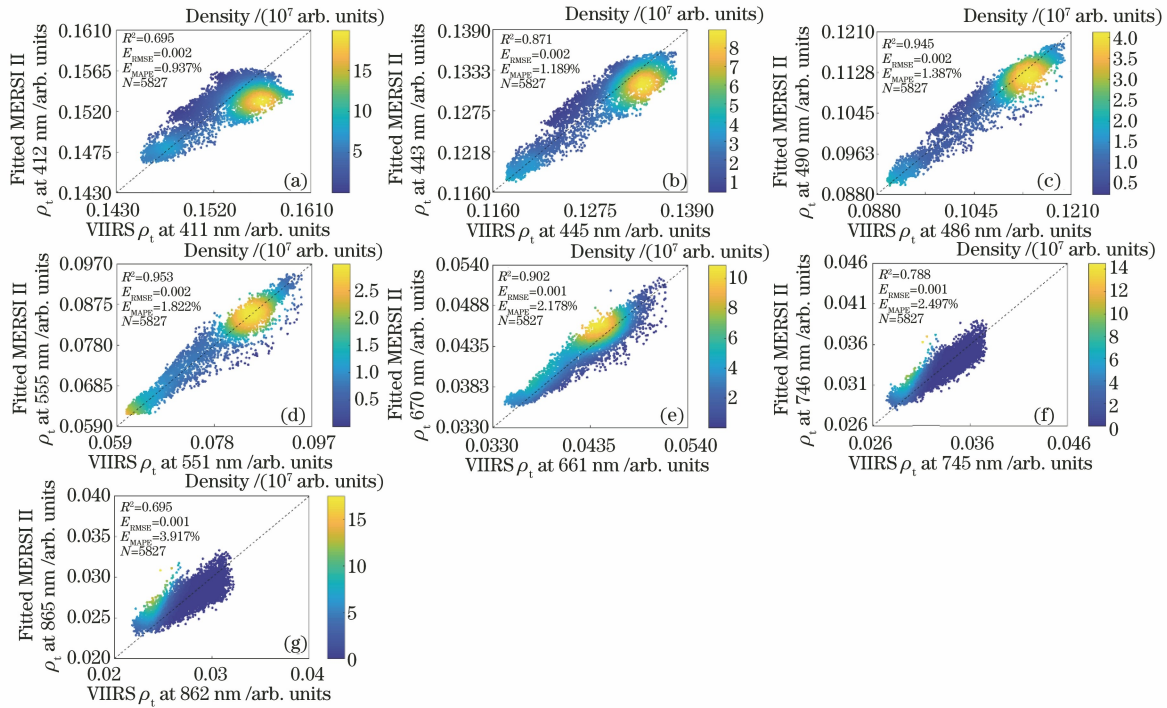 Density /(10⁷ arb. units)
Fitted MERSI II
ρt at 412 nm /arb. units
0.1610
0.1565
0.1520
0.1475
0.1430
R²=0.695
ERMSE=0.002
EMAPE=0.937%
N=5827
(a)
15
10
5
0.1430 0.1520 0.1610
VIIRS ρt at 411 nm /arb. units
Density /(10⁷ arb. units)
Fitted MERSI II
ρt at 443 nm /arb. units
0.1390
0.1333
0.1275
0.1218
0.1160
R²=0.871
ERMSE=0.002
EMAPE=1.189%
N=5827
(b)
8
7
6
5
4
3
2
1
0.1160 0.1275 0.1390
VIIRS ρt at 445 nm /arb. units
Density /(10⁷ arb. units)
Fitted MERSI II
ρt at 490 nm /arb. units
0.1210
0.1128
0.1045
0.0963
0.0880
R²=0.945
ERMSE=0.002
EMAPE=1.387%
N=5827
(c)
4.0
3.5
3.0
2.5
2.0
1.5
1.0
0.5
0.0880 0.1045 0.1210
VIIRS ρt at 486 nm /arb. units
Density /(10⁷ arb. units)
Fitted MERSI II
ρt at 555 nm /arb. units
0.0970
0.0875
0.0780
0.0685
0.0590
R²=0.953
ERMSE=0.002
EMAPE=1.822%
N=5827
(d)
2.5
2.0
1.5
1.0
0.5
0.059 0.078 0.097
VIIRS ρt at 551 nm /arb. units
Density /(10⁷ arb. units)
Fitted MERSI II
ρt 670 nm /arb. units
0.0540
0.0488
0.0435
0.0383
0.0330
R²=0.902
ERMSE=0.001
EMAPE=2.178%
N=5827
(e)
10
8
6
4
2
0.0330 0.0435 0.0540
VIIRS ρt at 661 nm /arb. units
Density /(10⁷ arb. units)
Fitted MERSI II
ρt at 746 nm /arb. units
0.046
0.041
0.036
0.031
0.026
R²=0.788
ERMSE=0.001
EMAPE=2.497%
N=5827
(f)
14
12
10
8
6
4
2
0
0.026 0.036 0.046
VIIRS ρt at 745 nm /arb. units
Density /(10⁷ arb. units)
Fitted MERSI II
ρt at 865 nm /arb. units
0.040
0.035
0.030
0.025
0.020
R²=0.695
ERMSE=0.001
EMAPE=3.917%
N=5827
(g)
15
10
5
0
0.02 0.03 0.04
VIIRS ρt at 862 nm /arb. units